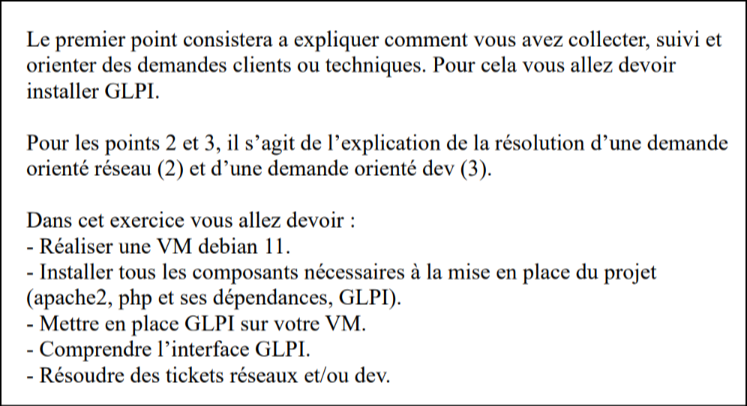 Le premier point consistera a expliquer comment vous avez collecter, suivi et
orienter des demandes clients ou techniques. Pour cela vous allez devoir
installer GLPI.
Pour les points 2 et 3, il s’agit de l’explication de la résolution d’une demande
orienté réseau (2) et d’une demande orienté dev (3).
Dans cet exercice vous allez devoir :
- Réaliser une VM debian 11.
- Installer tous les composants nécessaires à la mise en place du projet
(apache2, php et ses dépendances, GLPI).
- Mettre en place GLPI sur votre VM.
- Comprendre l’interface GLPI.
- Résoudre des tickets réseaux et/ou dev.